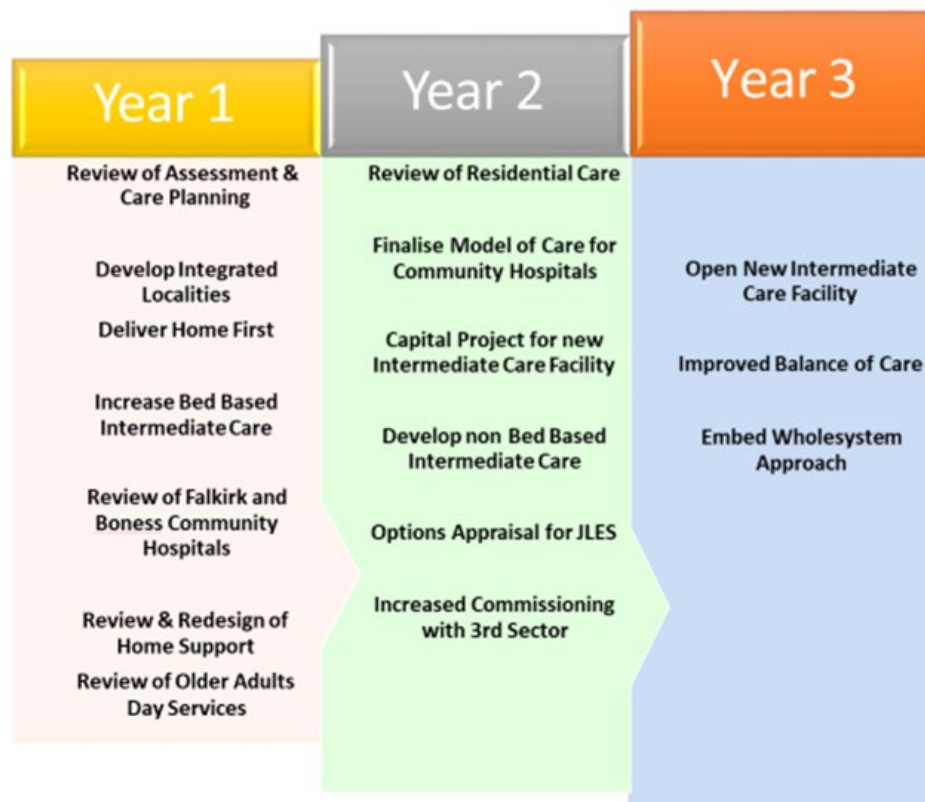 Year 1
Review of Assessment &
Care Planning
Develop Integrated
Localities
Deliver Home First
Increase Bed Based
Intermediate Care
Review of Falkirk and
Boness Community
Hospitals
Review & Redesign of
Home Support
Review of Older Adults
Day Services
Year 2
Review of Residential Care
Finalise Model of Care for
Community Hospitals
Capital Project for new
Intermediate Care Facility
Develop non Bed Based
Intermediate Care
Options Appraisal for JLES
Increased Commissioning
with 3rd Sector
Year 3
Open New Intermediate
Care Facility
Improved Balance of Care
Embed Wholesystem
Approach